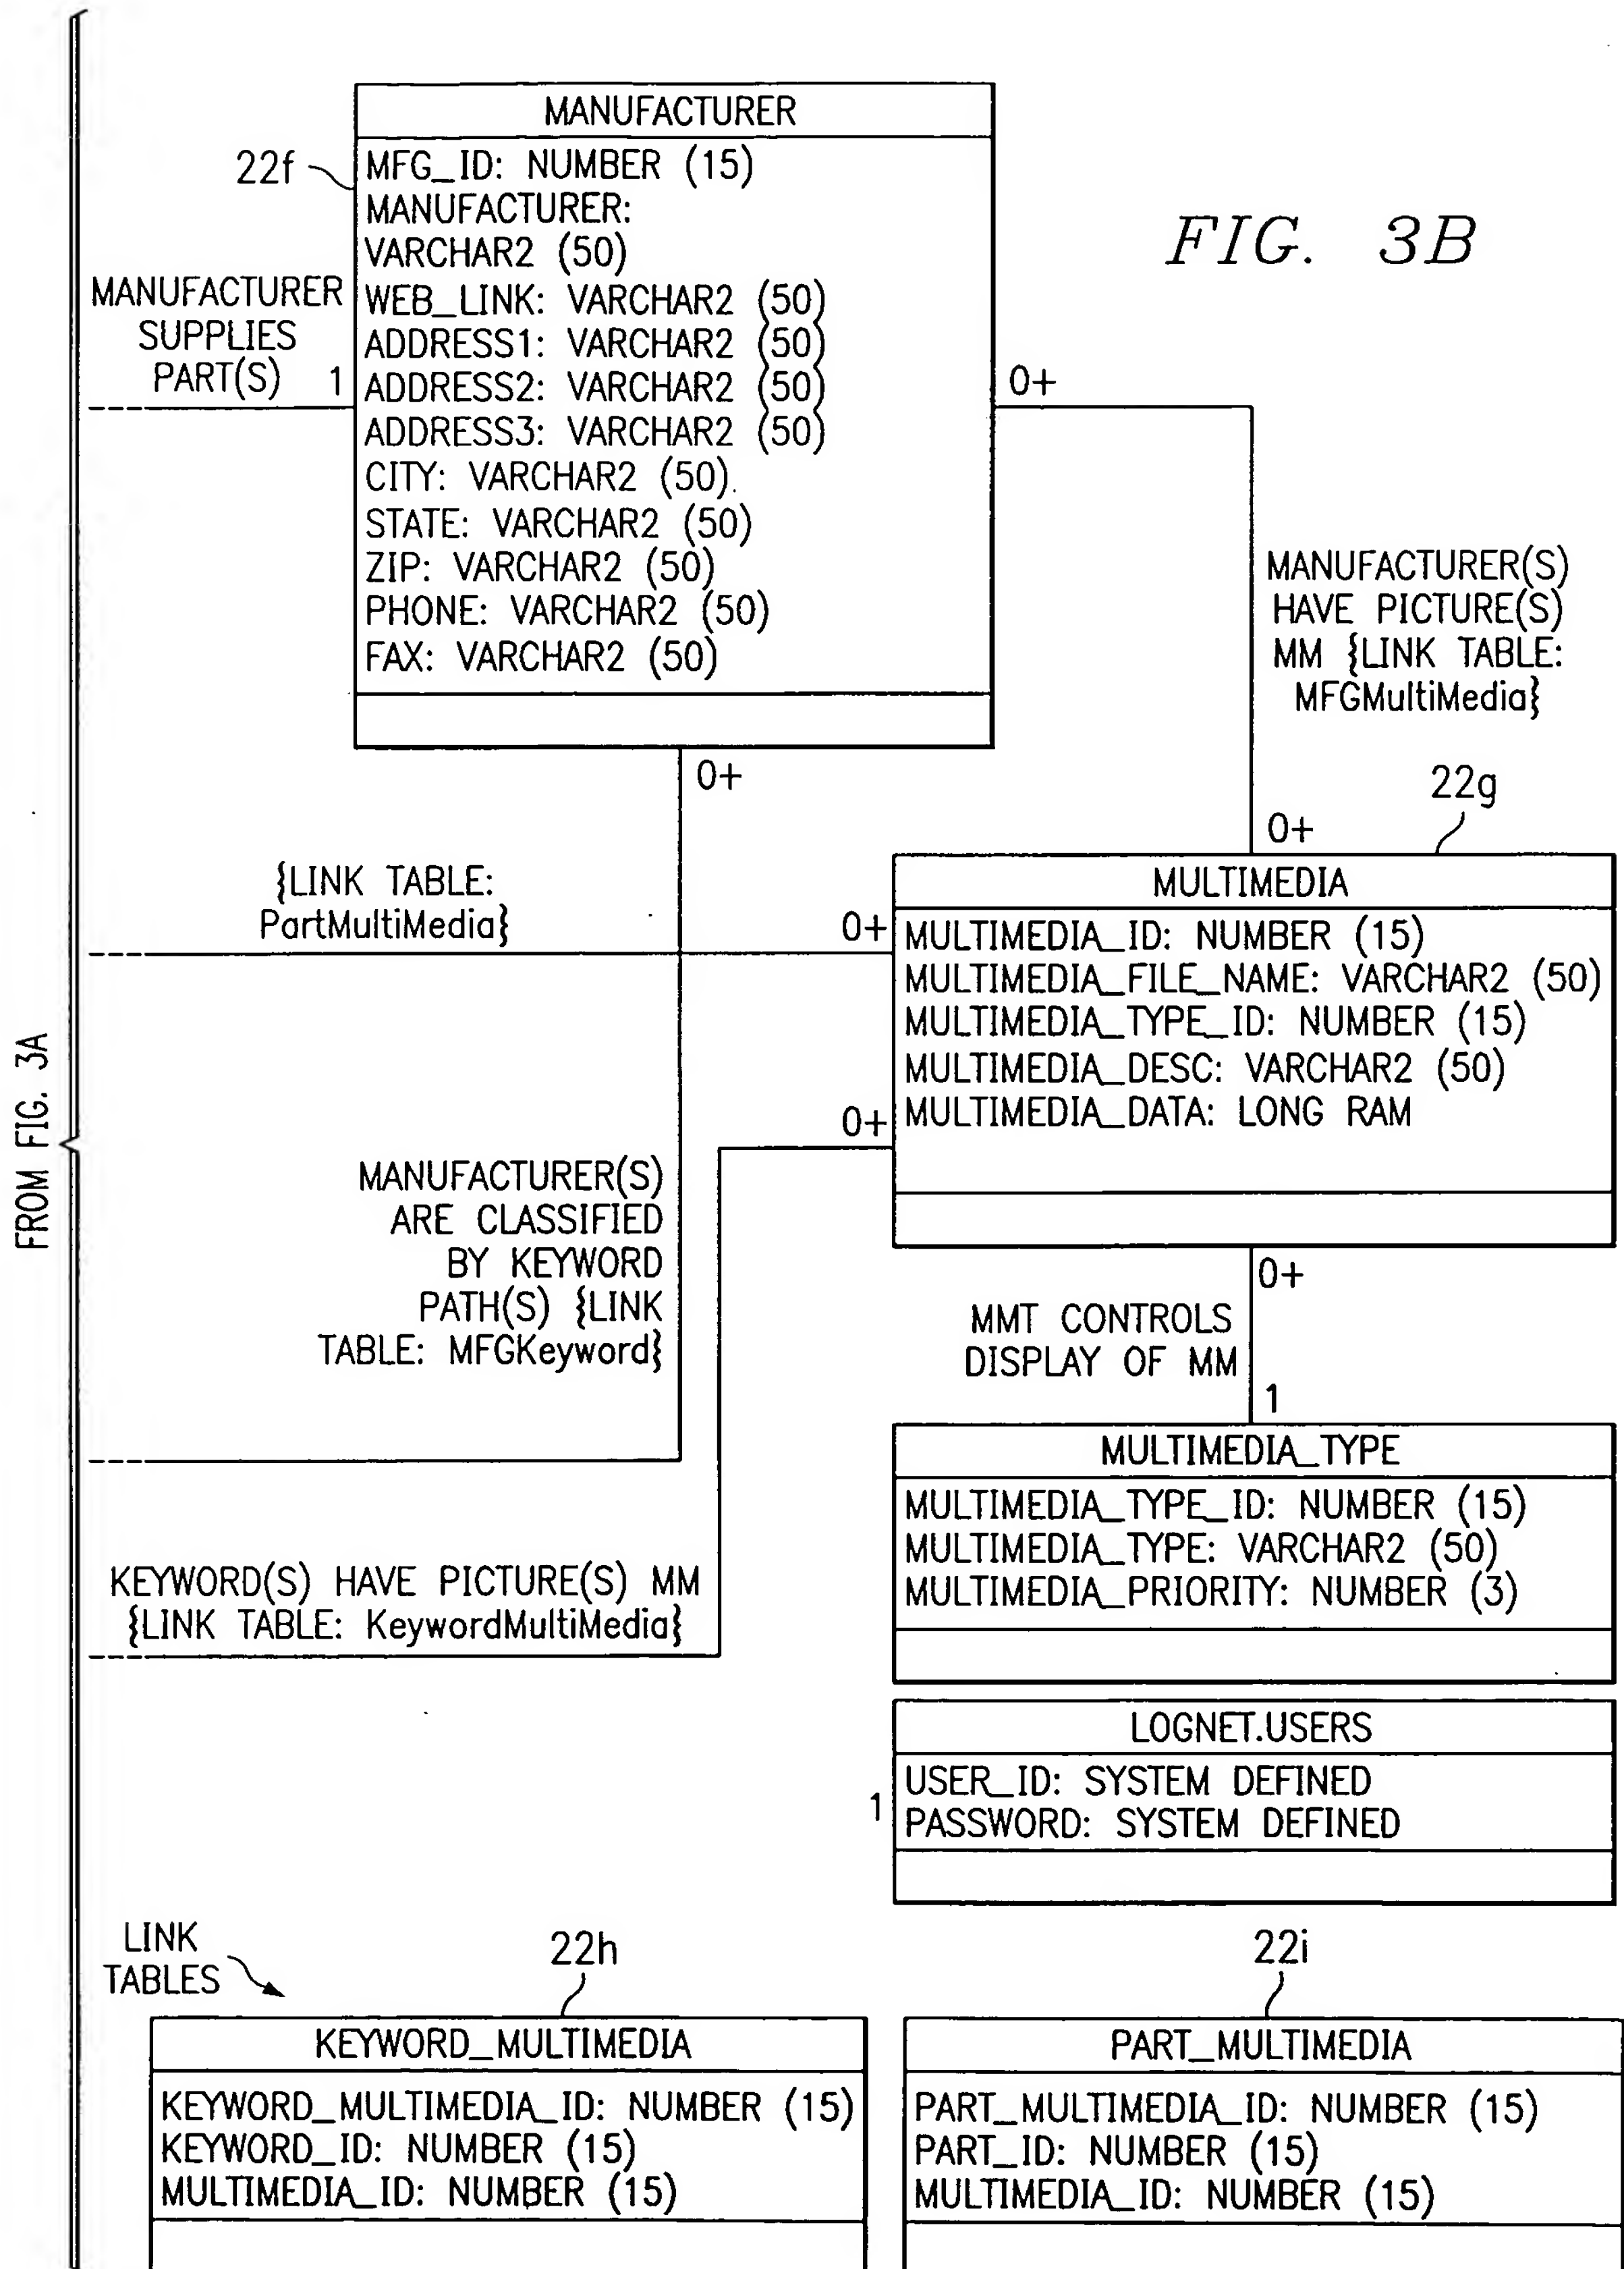 MANUFACTURER
22f
MFG_ID: NUMBER (15)
MANUFACTURER:
VARCHAR2 (50)
WEB_LINK: VARCHAR2 (50)
ADDRESS1: VARCHAR2 (50)
ADDRESS2: VARCHAR2 (50)
ADDRESS3: VARCHAR2 (50)
CITY: VARCHAR2 (50)
STATE: VARCHAR2 (50)
ZIP: VARCHAR2 (50)
PHONE: VARCHAR2 (50)
FAX: VARCHAR2 (50)
FIG. 3B
MANUFACTURER
SUPPLIES
PART(S) 1
0+
MANUFACTURER(S)
HAVE PICTURE(S)
MM {LINK TABLE:
MFGMultiMedia}
0+
22g
0+
{LINK TABLE:
PartMultiMedia}
0+
MULTIMEDIA
MULTIMEDIA_ID: NUMBER (15)
MULTIMEDIA_FILE_NAME: VARCHAR2 (50)
MULTIMEDIA_TYPE_ID: NUMBER (15)
MULTIMEDIA_DESC: VARCHAR2 (50)
MULTIMEDIA_DATA: LONG RAM
0+
FROM FIG. 3A
MANUFACTURER(S)
ARE CLASSIFIED
BY KEYWORD
PATH(S) {LINK
TABLE: MFGKeyword}
0+
MMT CONTROLS
DISPLAY OF MM
1
MULTIMEDIA_TYPE
MULTIMEDIA_TYPE_ID: NUMBER (15)
MULTIMEDIA_TYPE: VARCHAR2 (50)
MULTIMEDIA_PRIORITY: NUMBER (3)
KEYWORD(S) HAVE PICTURE(S) MM
{LINK TABLE: KeywordMultiMedia}
LOGNET.USERS
USER_ID: SYSTEM DEFINED
PASSWORD: SYSTEM DEFINED
1
LINK
TABLES
22h
KEYWORD_MULTIMEDIA
KEYWORD_MULTIMEDIA_ID: NUMBER (15)
KEYWORD_ID: NUMBER (15)
MULTIMEDIA_ID: NUMBER (15)
22i
PART_MULTIMEDIA
PART_MULTIMEDIA_ID: NUMBER (15)
PART_ID: NUMBER (15)
MULTIMEDIA_ID: NUMBER (15)